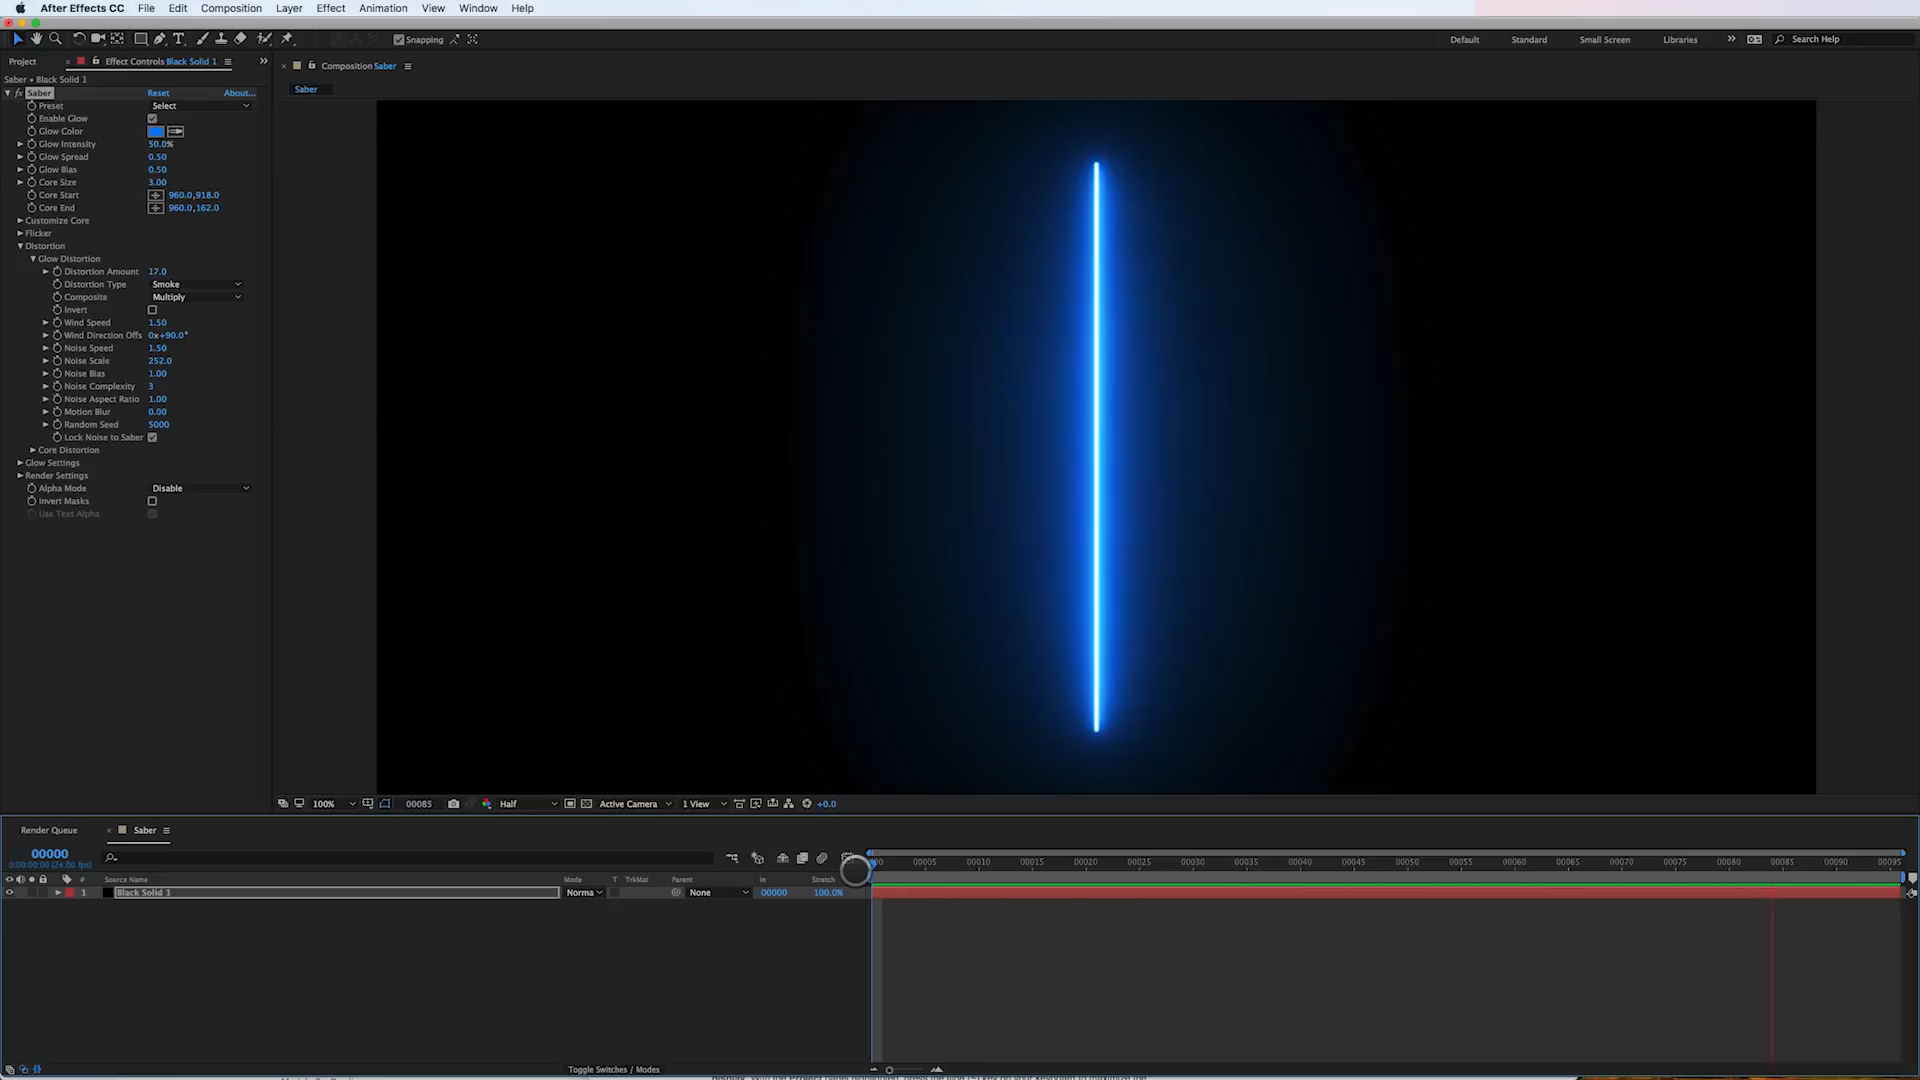 After Effects CC File Edit Composition Layer Effect Animation View Window Help
Snapping Default Standard Small Screen Libraries Search Help
Project Effect Controls Black Solid 1 Composition Saber
Saber • Black Solid 1
Saber
fx Saber Reset About...
Preset Select
Enable Glow
Glow Color
Glow Intensity 50.0%
Glow Spread 0.50
Glow Bias 0.50
Core Size 3.00
Core Start 960.0,918.0
Core End 960.0,162.0
Customize Core
Flicker
Distortion
Glow Distortion
Distortion Amount 17.0
Distortion Type Smoke
Composite Multiply
Invert
Wind Speed 1.50
Wind Direction Offs 0x+90.0°
Noise Speed 1.50
Noise Scale 252.0
Noise Bias 1.00
Noise Complexity 3
Noise Aspect Ratio 1.00
Motion Blur 0.00
Random Seed 5000
Lock Noise to Saber
Core Distortion
Glow Settings
Render Settings
Alpha Mode Disable
Invert Masks
Use Text Alpha
100% 00085 Half Active Camera 1 View +0.0
Render Queue Saber
00000
0:00:00:00 (24.00 fps)
00005 00010 00015 00020 00025 00030 00035 00040 00045 00050 00055 00060 00065 00070 00075 00080 00085 00090 00095
# Source Name Mode T TrkMat Parent In Stretch
1 Black Solid 1 Norma None 00000 100.0%
Toggle Switches / Modes